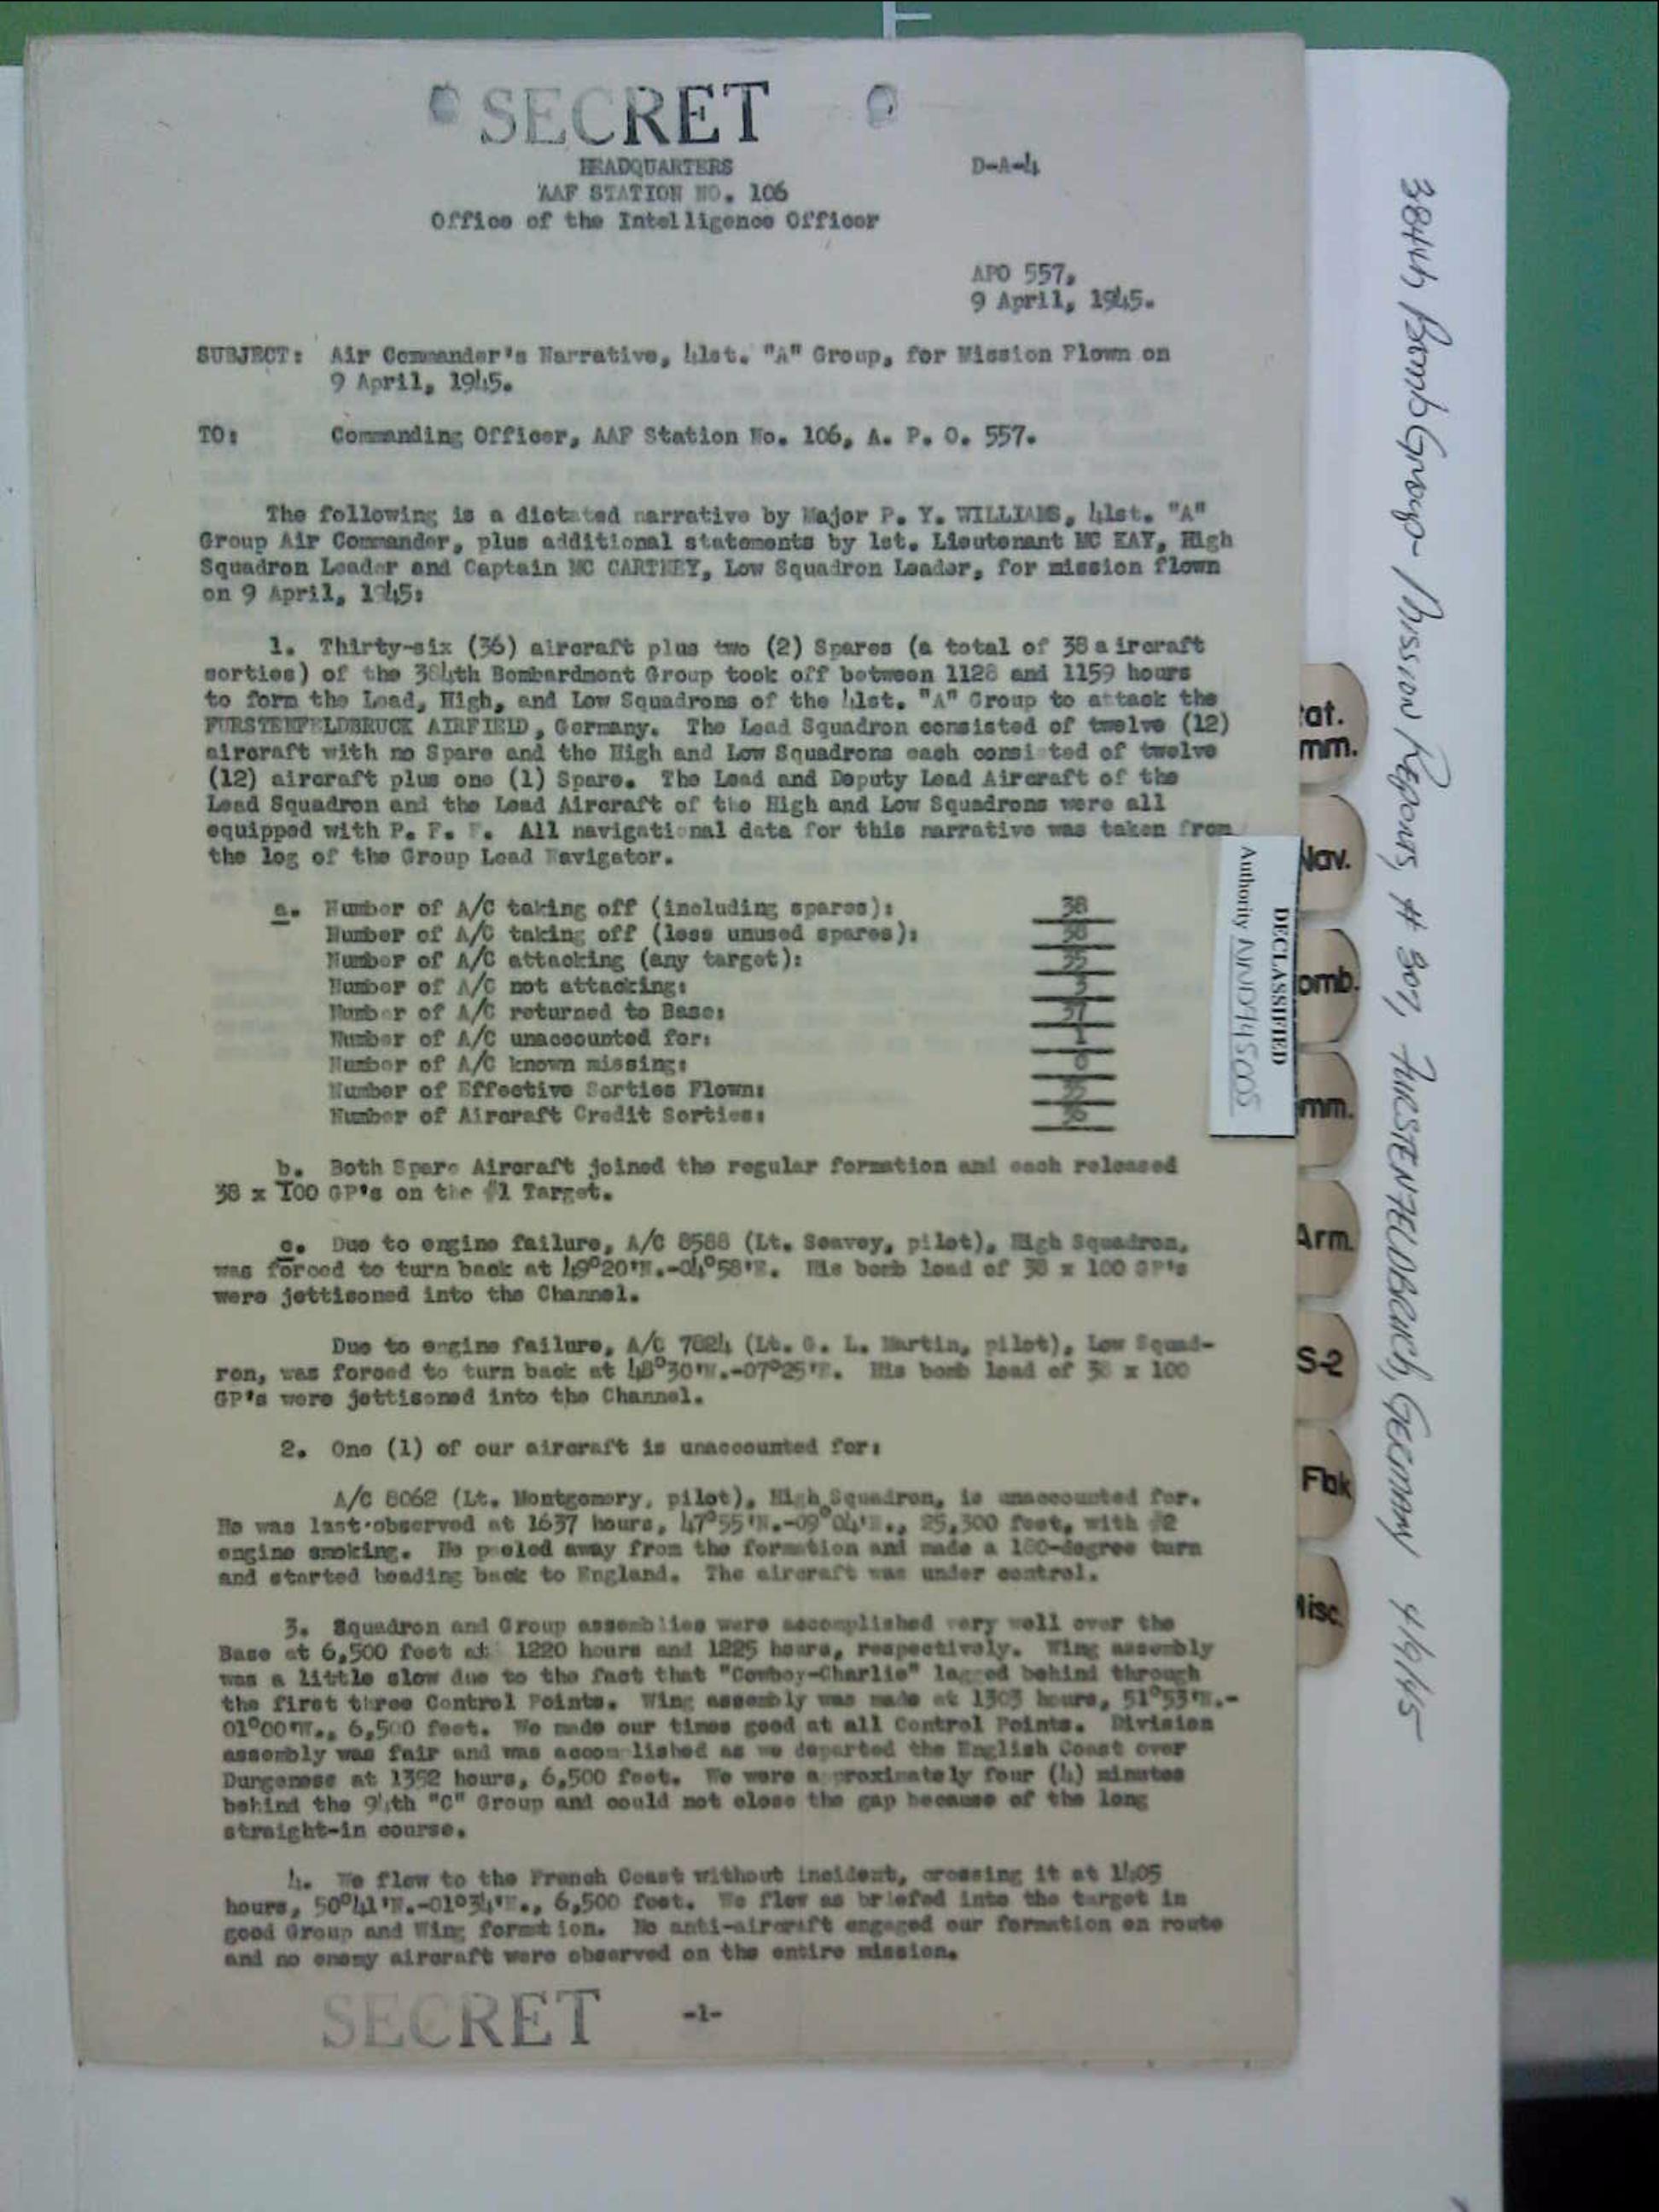 SECRET
HEADQUARTERS D-A-4
AAF STATION NO. 106
Office of the Intelligence Officer
APO 557,
9 April, 1945.
SUBJECT: Air Commander's Narrative, 41st. "A" Group, for Mission Flown on
9 April, 1945.
TO: Commanding Officer, AAF Station No. 106, A. P. O. 557.
The following is a dictated narrative by Major P. Y. WILLIAMS, 41st. "A"
Group Air Commander, plus additional statements by 1st. Lieutenant MC KAY, High
Squadron Leader and Captain MC CARTNEY, Low Squadron Leader, for mission flown
on 9 April, 1945:
1. Thirty-six (36) aircraft plus two (2) Spares (a total of 38 aircraft
sorties) of the 384th Bombardment Group took off between 1128 and 1159 hours
to form the Lead, High, and Low Squadrons of the 41st. "A" Group to attack the
FURSTENFELDBRUCK AIRFIELD, Germany. The Lead Squadron consisted of twelve (12)
aircraft with no Spare and the High and Low Squadrons each consisted of twelve
(12) aircraft plus one (1) Spare. The Lead and Deputy Lead Aircraft of the
Lead Squadron and the Lead Aircraft of the High and Low Squadrons were all
equipped with P. F. F. All navigational data for this narrative was taken from
the log of the Group Lead Navigator.
a. Number of A/C taking off (including spares): 38
Number of A/C taking off (less unused spares): 38
Number of A/C attacking (any target): 35
Number of A/C not attacking: 3
Number of A/C returned to Base: 37
Number of A/C unaccounted for: 1
Number of A/C known missing: 0
Number of Effective Sorties Flown: 35
Number of Aircraft Credit Sorties: 36
b. Both Spare Aircraft joined the regular formation and each released
38 x 100 GP's on the #1 Target.
c. Due to engine failure, A/C 8588 (Lt. Seavey, pilot), High Squadron,
was forced to turn back at 49°20'N.-04°58'E. His bomb load of 38 x 100 GP's
were jettisoned into the Channel.
Due to engine failure, A/C 7824 (Lt. G. L. Martin, pilot), Low Squad-
ron, was forced to turn back at 48°30'N.-07°25'E. His bomb load of 38 x 100
GP's were jettisoned into the Channel.
2. One (1) of our aircraft is unaccounted for:
A/C 8062 (Lt. Montgomery, pilot), High Squadron, is unaccounted for.
He was last observed at 1637 hours, 47°55'N.-09°04'E., 25,300 feet, with #2
engine smoking. He peeled away from the formation and made a 180-degree turn
and started heading back to England. The aircraft was under control.
3. Squadron and Group assemblies were accomplished very well over the
Base at 6,500 feet at 1220 hours and 1225 hours, respectively. Wing assembly
was a little slow due to the fact that "Cowboy-Charlie" lagged behind through
the first three Control Points. Wing assembly was made at 1303 hours, 51°53'N.-
01°00'W., 6,500 feet. We made our times good at all Control Points. Division
assembly was fair and was accomplished as we departed the English Coast over
Dungeness at 1352 hours, 6,500 feet. We were approximately four (4) minutes
behind the 94th "C" Group and could not close the gap because of the long
straight-in course.
4. We flew to the French Coast without incident, crossing it at 1405
hours, 50°41'N.-01°34'E., 6,500 feet. We flew as briefed into the target in
good Group and Wing formation. No anti-aircraft engaged our formation en route
and no enemy aircraft were observed on the entire mission.
SECRET -1-
DECLASSIFIED
Authority NND745005
tat.
mm.
Nav.
omb.
mm.
Arm.
S-2
Flak
Misc.
384th Bomb Group- Mission Reports, # 307, FURSTENFELDBRUCK, GERMANY 4/9/45